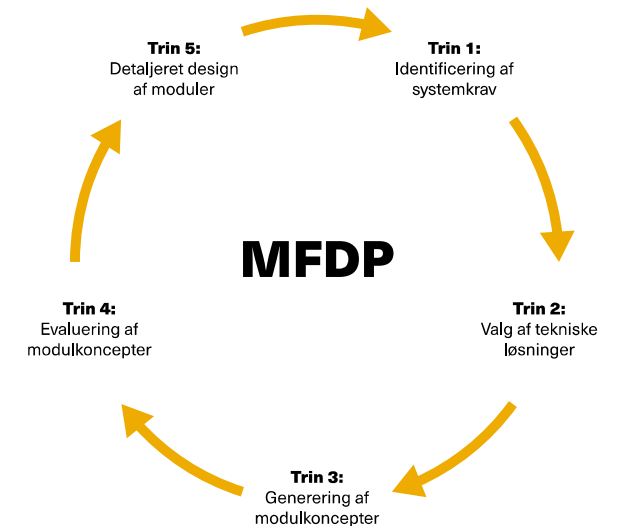 Trin 5:
Detaljeret design
af moduler
Trin 1:
Identificering af
systemkrav
MFDP
Trin 4:
Evaluering af
modulkoncepter
Trin 2:
Valg af tekniske
løsninger
Trin 3:
Generering af
modulkoncepter